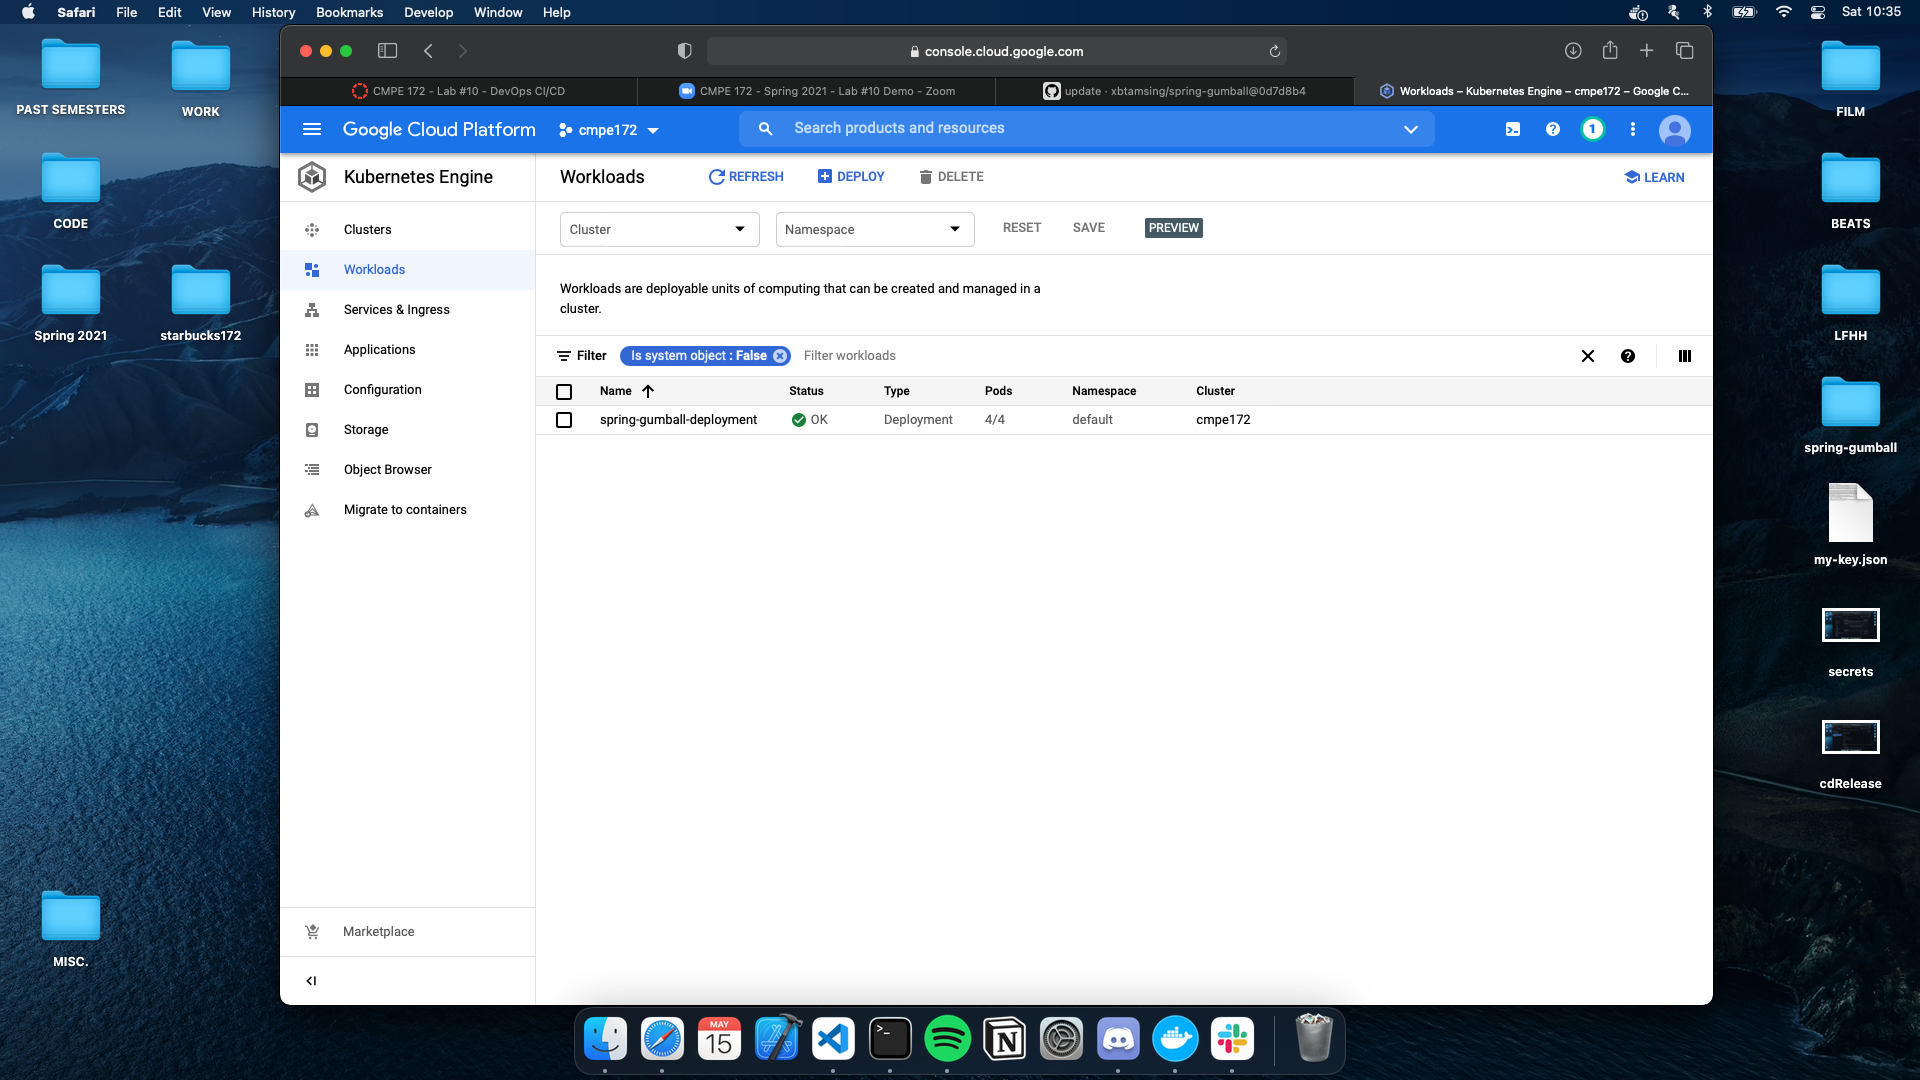 Safari File Edit View History Bookmarks Develop Window Help Sat 10:35
console.cloud.google.com
CMPE 172 - Lab #10 - DevOps CI/CD
CMPE 172 - Spring 2021 - Lab #10 Demo - Zoom
update · xbtamsing/spring-gumball@0d7d8b4
Workloads – Kubernetes Engine – cmpe172 – Google C...
Google Cloud Platform
cmpe172
Search products and resources
1
Kubernetes Engine
Clusters
Workloads
Services & Ingress
Applications
Configuration
Storage
Object Browser
Migrate to containers
Marketplace
Workloads
REFRESH
DEPLOY
DELETE
LEARN
Cluster
Namespace
RESET
SAVE
PREVIEW
Workloads are deployable units of computing that can be created and managed in a
cluster.
Filter
Is system object : False
Filter workloads
Name Status Type Pods Namespace Cluster
spring-gumball-deployment OK Deployment 4/4 default cmpe172
PAST SEMESTERS
WORK
CODE
Spring 2021
starbucks172
MISC.
FILM
BEATS
LFHH
spring-gumball
my-key.json
secrets
cdRelease
MAY
15